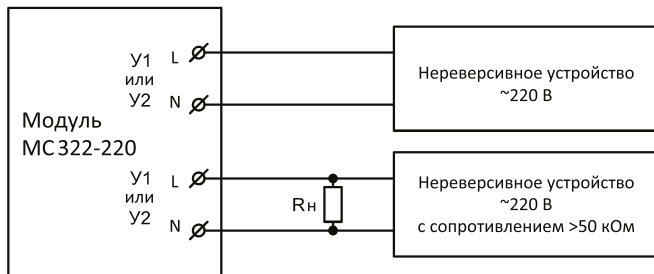 У1
или
У2
L
N
Нереверсивное устройство
~220 В
Модуль
МС322-220
У1
или
У2
L
N
Rн
Нереверсивное устройство
~220 В
с сопротивлением >50 кОм